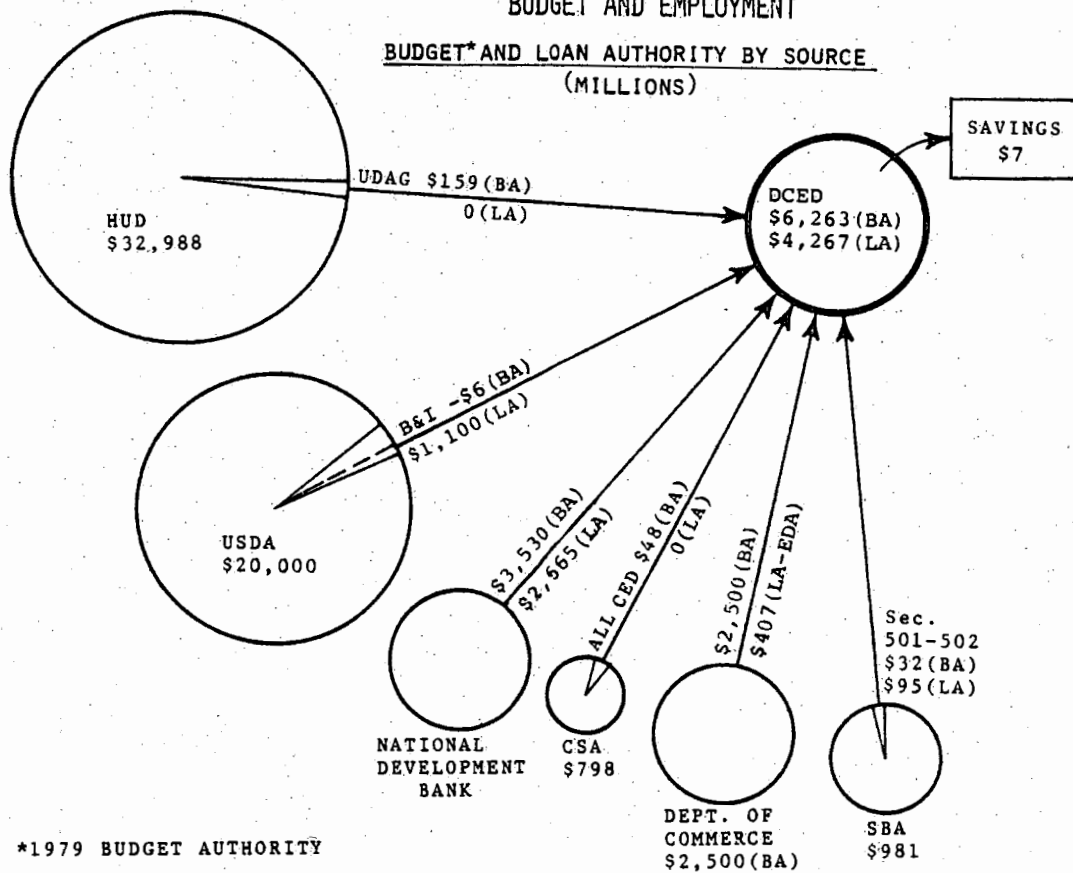 BUDGET AND EMPLOYMENT
BUDGET* AND LOAN AUTHORITY BY SOURCE
(MILLIONS)
SAVINGS
$7
UDAG $159(BA)
0(LA)
HUD
$32,988
DCED
$6,263(BA)
$4,267(LA)
B&I -$6(BA)
$1,100(LA)
USDA
$20,000
$3,530(BA)
$2,665(LA)
ALL CED $48(BA)
0(LA)
$2,500(BA)
$407(LA-EDA)
Sec.
501-502
$32(BA)
$95(LA)
NATIONAL
DEVELOPMENT
BANK
CSA
$798
DEPT. OF
COMMERCE
$2,500(BA)
SBA
$981
*1979 BUDGET AUTHORITY